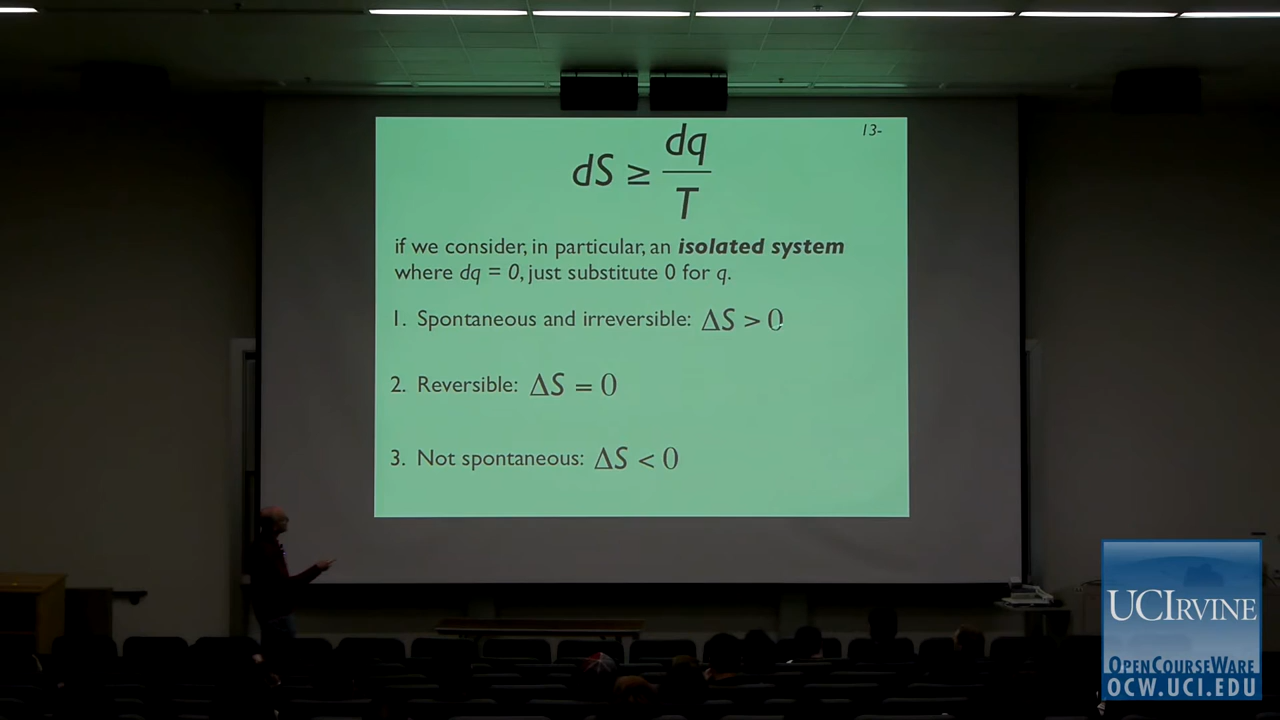 13-
dS ≥ dq/T
if we consider, in particular, an isolated system
where dq = 0, just substitute 0 for q.
1. Spontaneous and irreversible: ΔS > 0
2. Reversible: ΔS = 0
3. Not spontaneous: ΔS < 0
UCIRVINE
OPENCOURSEWARE
OCW.UCI.EDU